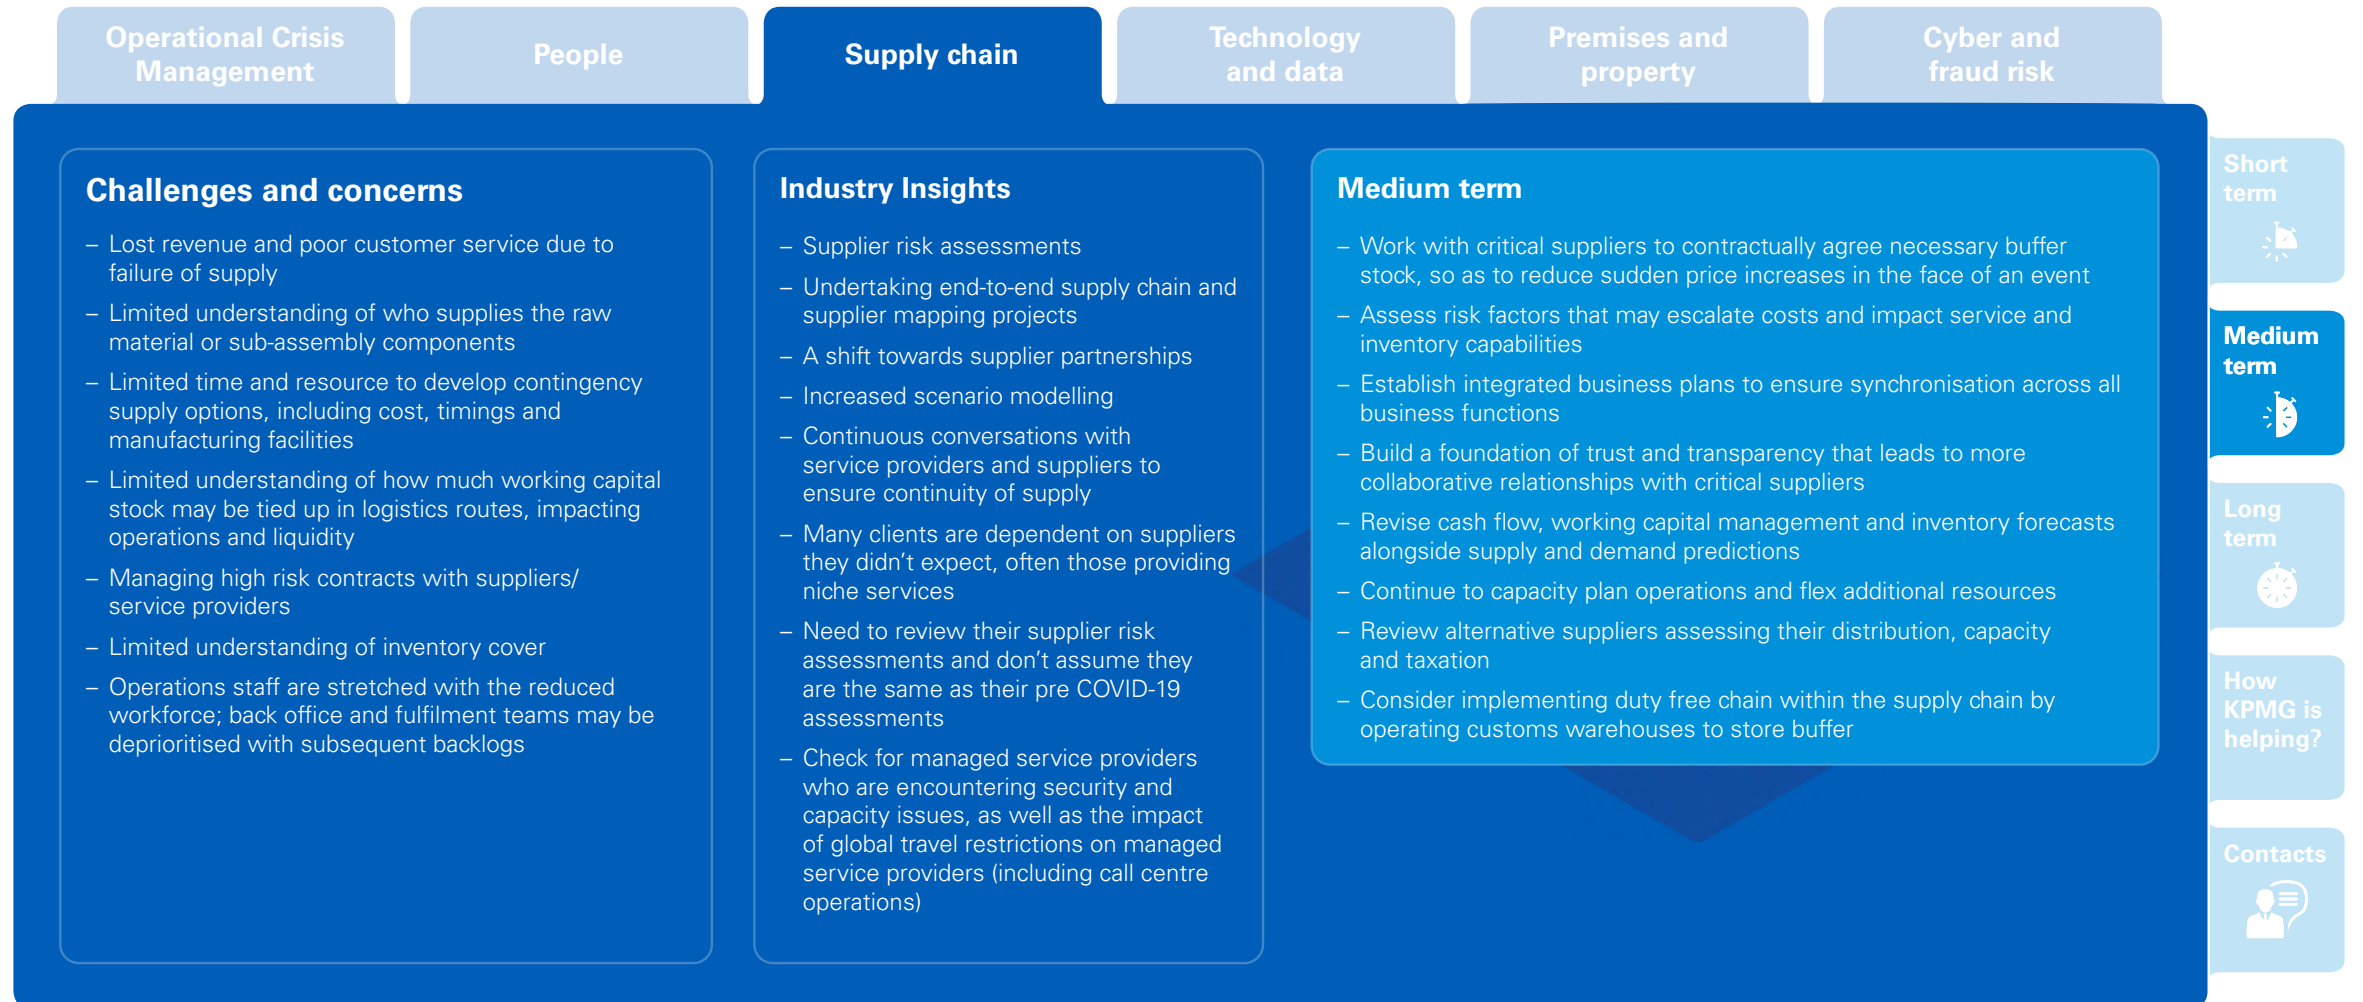 Operational Crisis
Management
People
Supply chain
Technology
and data
Premises and
property
Cyber and
fraud risk
Challenges and concerns
– Lost revenue and poor customer service due to
failure of supply
– Limited understanding of who supplies the raw
material or sub-assembly components
– Limited time and resource to develop contingency
supply options, including cost, timings and
manufacturing facilities
– Limited understanding of how much working capital
stock may be tied up in logistics routes, impacting
operations and liquidity
– Managing high risk contracts with suppliers/
service providers
– Limited understanding of inventory cover
– Operations staff are stretched with the reduced
workforce; back office and fulfilment teams may be
deprioritised with subsequent backlogs
Industry Insights
– Supplier risk assessments
– Undertaking end-to-end supply chain and
supplier mapping projects
– A shift towards supplier partnerships
– Increased scenario modelling
– Continuous conversations with
service providers and suppliers to
ensure continuity of supply
– Many clients are dependent on suppliers
they didn't expect, often those providing
niche services
– Need to review their supplier risk
assessments and don't assume they
are the same as their pre COVID-19
assessments
– Check for managed service providers
who are encountering security and
capacity issues, as well as the impact
of global travel restrictions on managed
service providers (including call centre
operations)
Medium term
– Work with critical suppliers to contractually agree necessary buffer
stock, so as to reduce sudden price increases in the face of an event
– Assess risk factors that may escalate costs and impact service and
inventory capabilities
– Establish integrated business plans to ensure synchronisation across all
business functions
– Build a foundation of trust and transparency that leads to more
collaborative relationships with critical suppliers
– Revise cash flow, working capital management and inventory forecasts
alongside supply and demand predictions
– Continue to capacity plan operations and flex additional resources
– Review alternative suppliers assessing their distribution, capacity
and taxation
– Consider implementing duty free chain within the supply chain by
operating customs warehouses to store buffer
Short
term
Medium
term
Long
term
How
KPMG is
helping?
Contacts